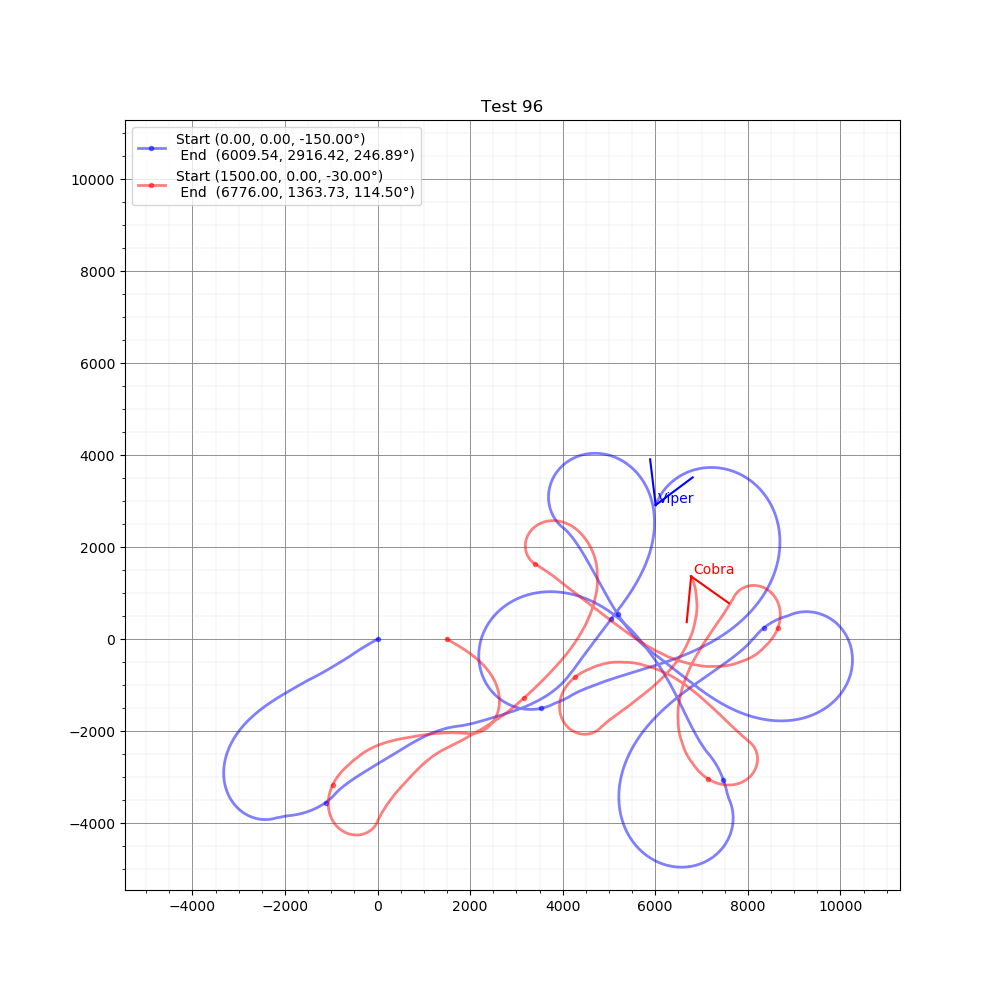 Test 96
Start (0.00, 0.00, -150.00°)
End (6009.54, 2916.42, 246.89°)
Start (1500.00, 0.00, -30.00°)
End (6776.00, 1363.73, 114.50°)
10000
8000
6000
4000
2000
0
−2000
−4000
Viper
Cobra
−4000 −2000 0 2000 4000 6000 8000 10000